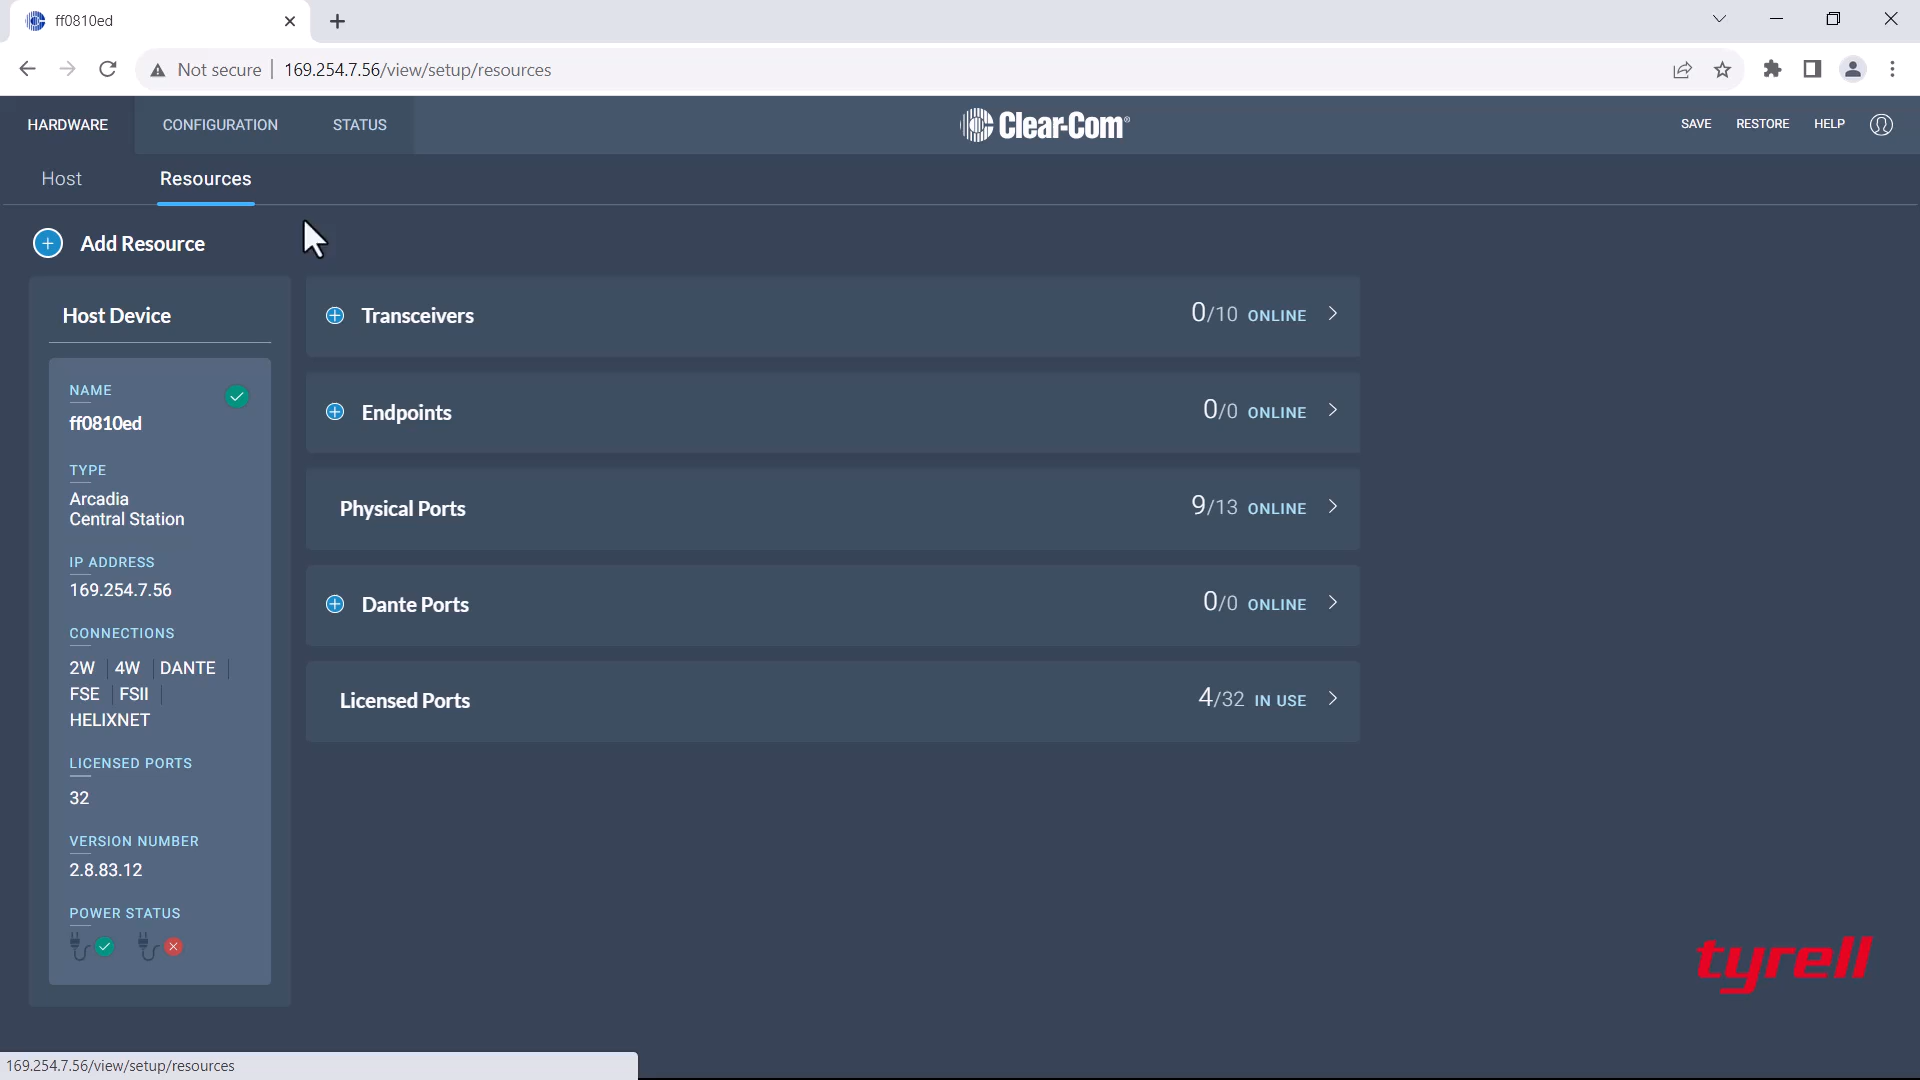 ff0810ed
Not secure
169.254.7.56/view/setup/resources
HARDWARE
CONFIGURATION
STATUS
Clear-Com®
SAVE
RESTORE
HELP
Host
Resources
Add Resource
Host Device
NAME
ff0810ed
TYPE
Arcadia
Central Station
IP ADDRESS
169.254.7.56
CONNECTIONS
2W 4W DANTE
FSE FSII
HELIXNET
LICENSED PORTS
32
VERSION NUMBER
2.8.83.12
POWER STATUS
Transceivers
0/10 ONLINE
Endpoints
0/0 ONLINE
Physical Ports
9/13 ONLINE
Dante Ports
0/0 ONLINE
Licensed Ports
4/32 IN USE
tyrell
169.254.7.56/view/setup/resources